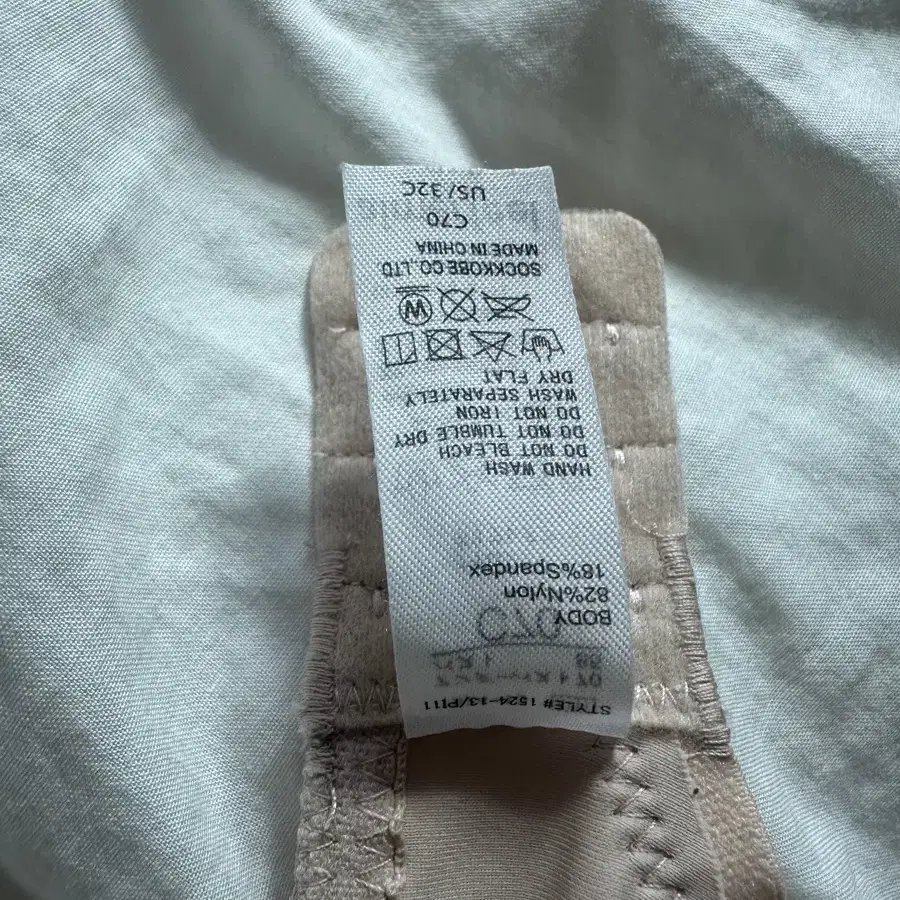 STYLE# 1524-13/PI11
BODY
82%Nylon
18%Spandex
HAND WASH
DO NOT BLEACH
DO NOT TUMBLE DRY
DO NOT IRON
WASH SEPARATELY
DRY FLAT
W
SOCKKOBE CO.,LTD
MADE IN CHINA
C70
US/32C